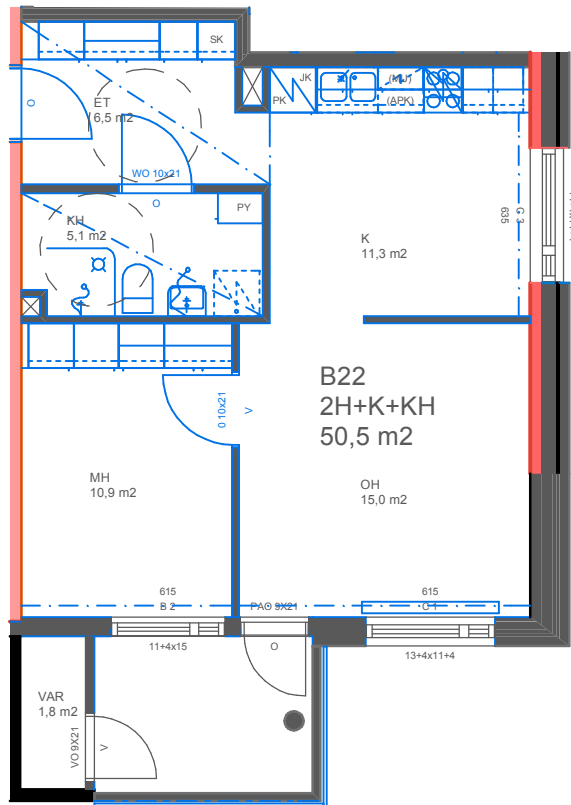 SK
JK
(MU)
ET
6,5 m2
PK
(APK)
WO 10x21
O
O
KH
5,1 m2
PY
K
11,3 m2
635
B22
2H+K+KH
50,5 m2
0 10x21
V
MH
10,9 m2
OH
15,0 m2
615
B 2
PAO 9X21
615
C 1
11+4x15
O
13+4x11+4
VAR
1,8 m2
VO 9X21
V